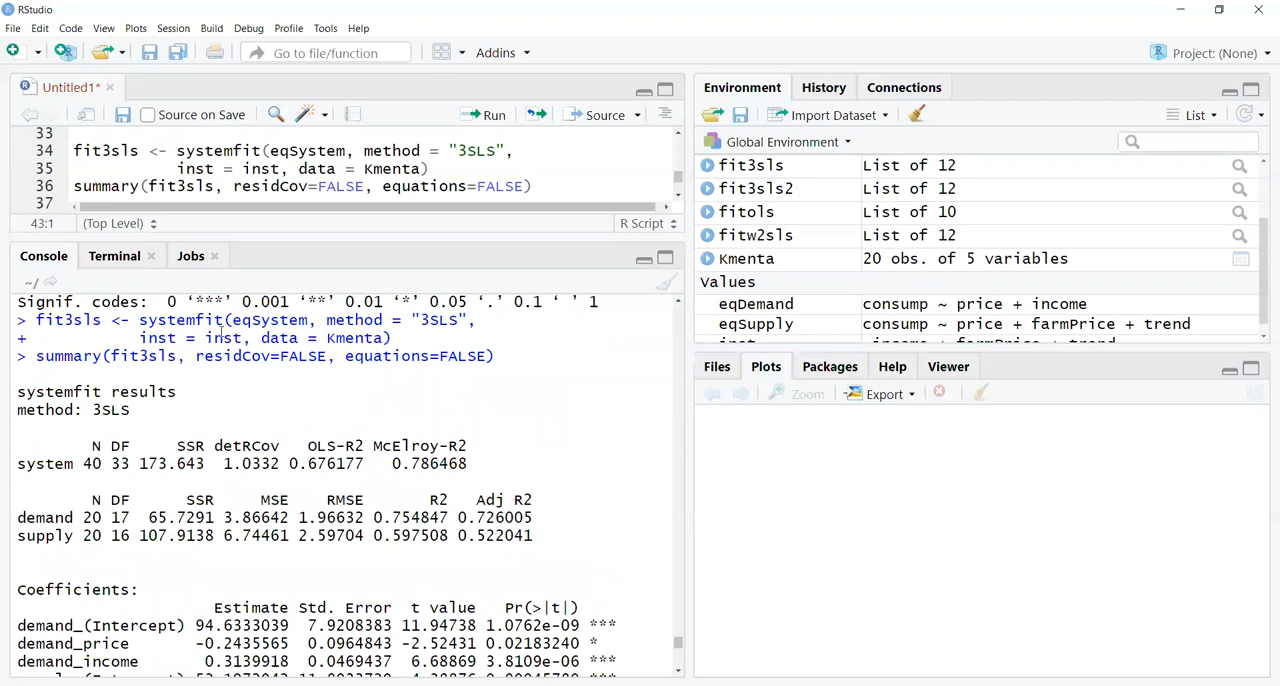 RStudio
File Edit Code View Plots Session Build Debug Profile Tools Help
Go to file/function Addins Project: (None)
Untitled1*
Source on Save Run Source
33
34 fit3sls <- systemfit(eqSystem, method = "3SLS",
35 inst = inst, data = Kmenta)
36 summary(fit3sls, residCov=FALSE, equations=FALSE)
37
43:1 (Top Level) R Script
Console Terminal Jobs
~/
Signif. codes: 0 ‘***’ 0.001 ‘**’ 0.01 ‘*’ 0.05 ‘.’ 0.1 ‘ ’ 1
> fit3sls <- systemfit(eqSystem, method = "3SLS",
+ inst = inst, data = Kmenta)
> summary(fit3sls, residCov=FALSE, equations=FALSE)
systemfit results
method: 3SLS
N DF SSR detRCov OLS-R2 McElroy-R2
system 40 33 173.643 1.0332 0.676177 0.786468
N DF SSR MSE RMSE R2 Adj R2
demand 20 17 65.7291 3.86642 1.96632 0.754847 0.726005
supply 20 16 107.9138 6.74461 2.59704 0.597508 0.522041
Coefficients:
Estimate Std. Error t value Pr(>|t|)
demand_(Intercept) 94.6333039 7.9208383 11.94738 1.0762e-09 ***
demand_price -0.2435565 0.0964843 -2.52431 0.02183240 *
demand_income 0.3139918 0.0469437 6.68869 3.8109e-06 ***
Environment History Connections
Import Dataset List
Global Environment
fit3sls List of 12
fit3sls2 List of 12
fitols List of 10
fitw2sls List of 12
Kmenta 20 obs. of 5 variables
Values
eqDemand consump ~ price + income
eqSupply consump ~ price + farmPrice + trend
Files Plots Packages Help Viewer
Zoom Export